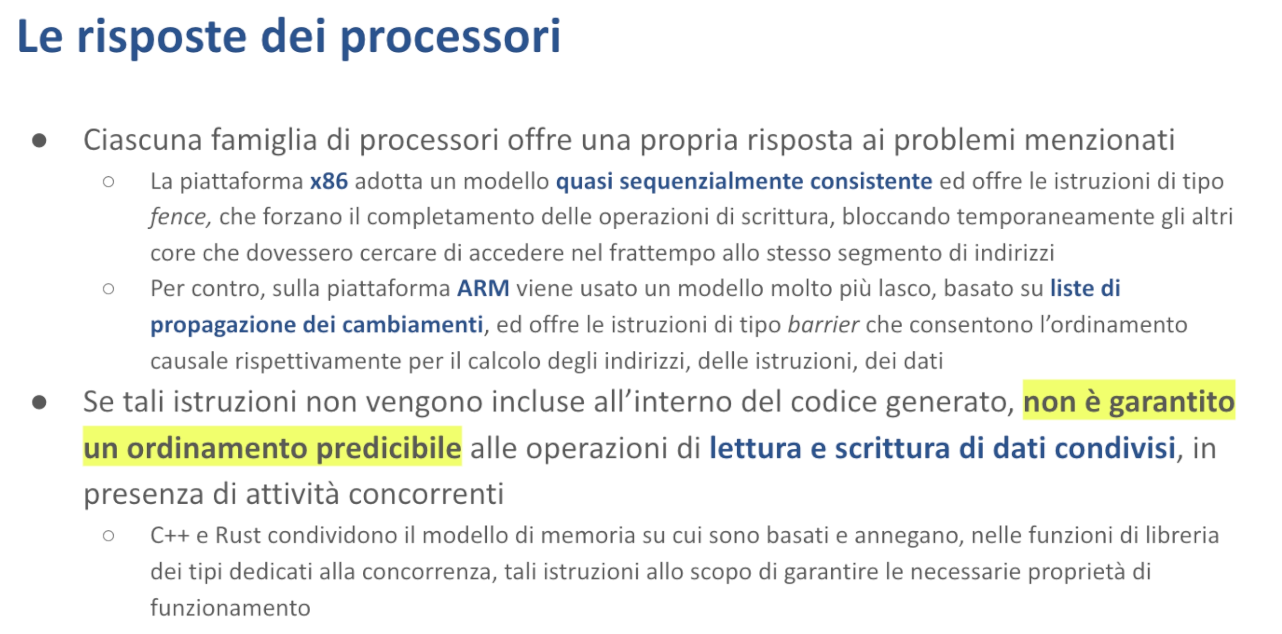 Le risposte dei processori
● Ciascuna famiglia di processori offre una propria risposta ai problemi menzionati
○ La piattaforma x86 adotta un modello quasi sequenzialmente consistente ed offre le istruzioni di tipo
fence, che forzano il completamento delle operazioni di scrittura, bloccando temporaneamente gli altri
core che dovessero cercare di accedere nel frattempo allo stesso segmento di indirizzi
○ Per contro, sulla piattaforma ARM viene usato un modello molto più lasco, basato su liste di
propagazione dei cambiamenti, ed offre le istruzioni di tipo barrier che consentono l’ordinamento
causale rispettivamente per il calcolo degli indirizzi, delle istruzioni, dei dati
● Se tali istruzioni non vengono incluse all’interno del codice generato, non è garantito
un ordinamento predicibile alle operazioni di lettura e scrittura di dati condivisi, in
presenza di attività concorrenti
○ C++ e Rust condividono il modello di memoria su cui sono basati e annegano, nelle funzioni di libreria
dei tipi dedicati alla concorrenza, tali istruzioni allo scopo di garantire le necessarie proprietà di
funzionamento